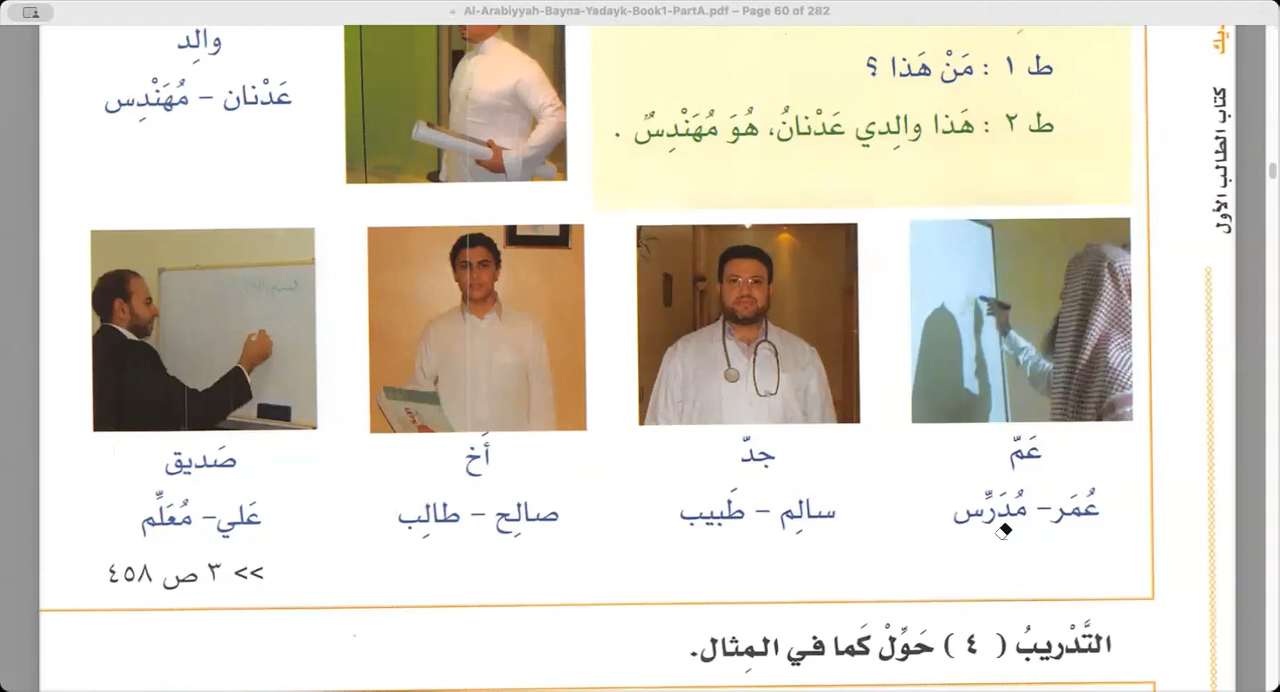 Al-Arabiyyah-Bayna-Yadayk-Book1-PartA.pdf – Page 60 of 282
ط ١ : مَنْ هَذا ؟
ط ٢ : هَذا والِدي عَدْنانُ، هُوَ مُهَنْدِسٌ .
والِد
عَدْنان – مُهَنْدِس
عَمّ
عُمَر– مُدَرِّس
جدّ
سالِم – طَبيب
أَخ
صالِح – طالِب
صَديق
عَلي– مُعَلِّم
>> ٣ ص ٤٥٨
التَّدْريبُ ( ٤ ) حَوِّلْ كَما في المِثال.
كتاب الطالب الأول